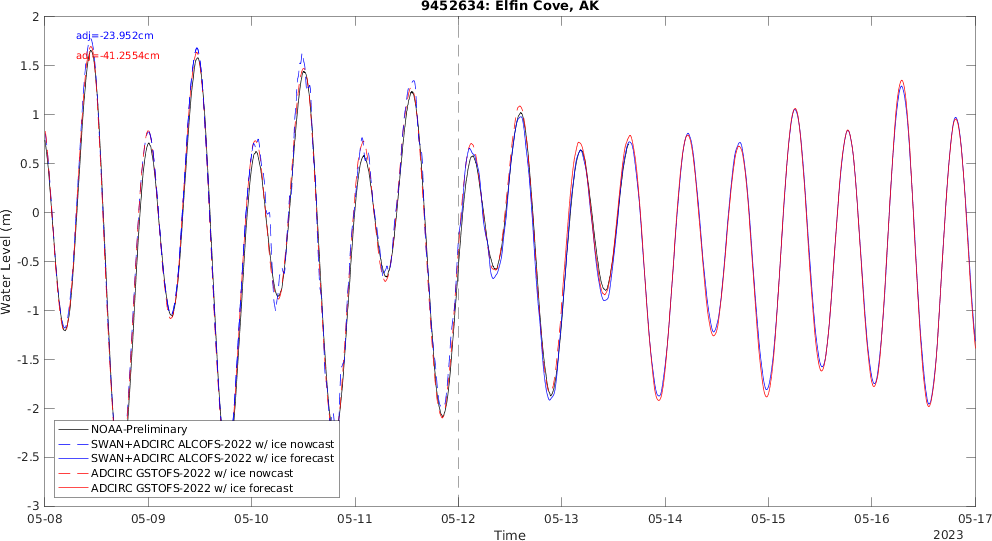 9452634: Elfin Cove, AK
adj=-23.952cm
adj=-41.2554cm
2
1.5
1
0.5
0
-0.5
-1
-1.5
-2
-2.5
-3
Water Level (m)
NOAA-Preliminary
SWAN+ADCIRC ALCOFS-2022 w/ ice nowcast
SWAN+ADCIRC ALCOFS-2022 w/ ice forecast
ADCIRC GSTOFS-2022 w/ ice nowcast
ADCIRC GSTOFS-2022 w/ ice forecast
05-08 05-09 05-10 05-11 05-12 05-13 05-14 05-15 05-16 05-17
Time
2023